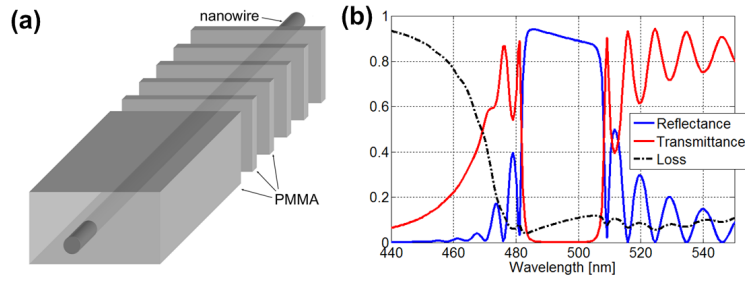 (a)
nanowire
PMMA
(b)
1
0.8
0.6
0.4
0.2
0
440
460
480
500
520
540
Wavelength [nm]
Reflectance
Transmittance
Loss